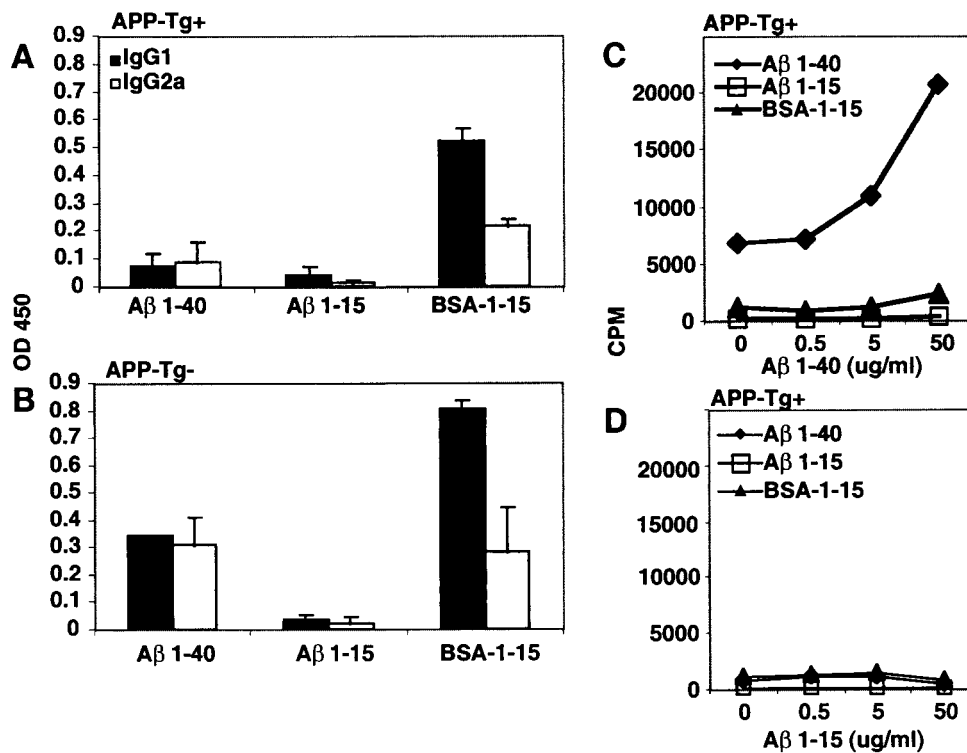 A
APP-Tg+
0.9
0.8
0.7
0.6
0.5
0.4
0.3
0.2
0.1
0
IgG1
IgG2a
Aβ 1-40
Aβ 1-15
BSA-1-15
OD 450
B
APP-Tg-
0.9
0.8
0.7
0.6
0.5
0.4
0.3
0.2
0.1
0
Aβ 1-40
Aβ 1-15
BSA-1-15
C
APP-Tg+
Aβ 1-40
Aβ 1-15
BSA-1-15
20000
15000
10000
5000
0
CPM
0 0.5 5 50
Aβ 1-40 (ug/ml)
D
APP-Tg+
Aβ 1-40
Aβ 1-15
BSA-1-15
20000
15000
10000
5000
0
0 0.5 5 50
Aβ 1-15 (ug/ml)